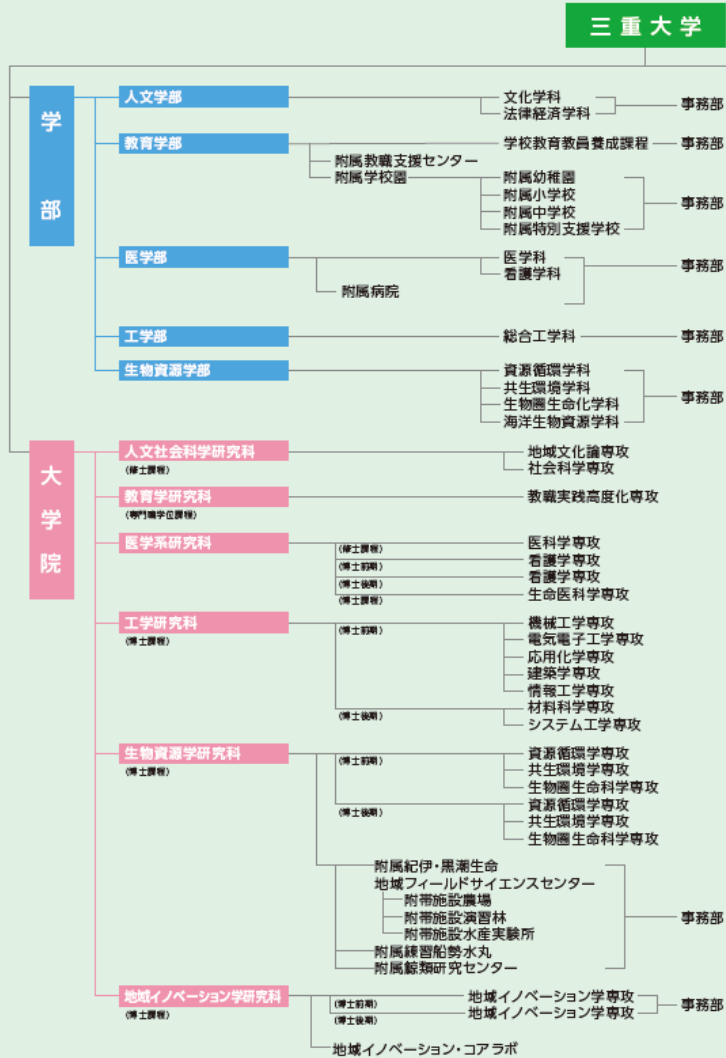 三重大学
学部
人文学部
文化学科
法律経済学科
事務部
教育学部
学校教育教員養成課程
事務部
附属教職支援センター
附属学校園
附属幼稚園
附属小学校
附属中学校
附属特別支援学校
事務部
医学部
医学科
看護学科
事務部
附属病院
工学部
総合工学科
事務部
生物資源学部
資源循環学科
共生環境学科
生物圏生命化学科
海洋生物資源学科
事務部
大学院
人文社会科学研究科
(修士課程)
地域文化論専攻
社会科学専攻
教育学研究科
(専門職学位課程)
教職実践高度化専攻
医学系研究科
(修士課程)
医科学専攻
(博士前期)
看護学専攻
(博士後期)
看護学専攻
(博士課程)
生命医科学専攻
工学研究科
(博士課程)
(博士前期)
機械工学専攻
電気電子工学専攻
応用化学専攻
建築学専攻
情報工学専攻
(博士後期)
材料科学専攻
システム工学専攻
生物資源学研究科
(博士課程)
(博士前期)
資源循環学専攻
共生環境学専攻
生物圏生命科学専攻
(博士後期)
資源循環学専攻
共生環境学専攻
生物圏生命科学専攻
附属紀伊・黒潮生命
地域フィールドサイエンスセンター
附帯施設農場
附帯施設演習林
附帯施設水産実験所
附属練習船勢水丸
附属鯨類研究センター
事務部
地域イノベーション学研究科
(博士課程)
(博士前期)
地域イノベーション学専攻
(博士後期)
地域イノベーション学専攻
事務部
地域イノベーション・コアラボ